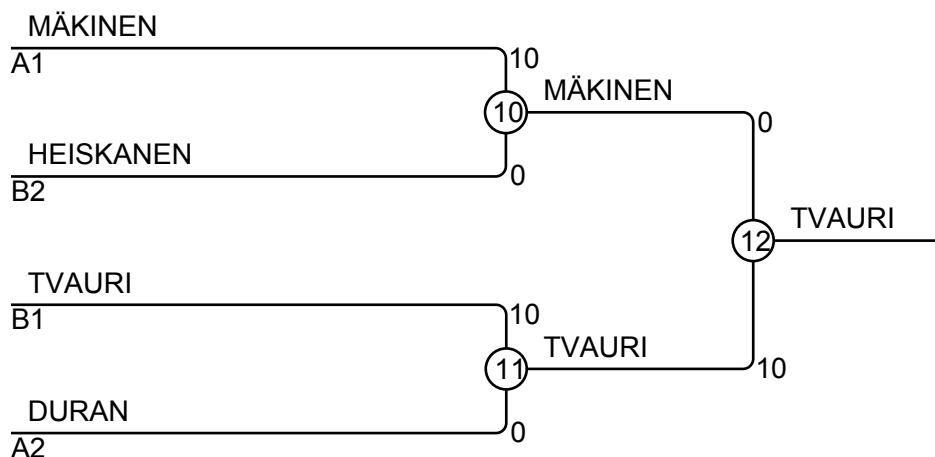 MÄKINEN
A1
10
10
MÄKINEN
0
HEISKANEN
B2
0
12
TVAURI
TVAURI
B1
10
11
TVAURI
10
DURAN
A2
0